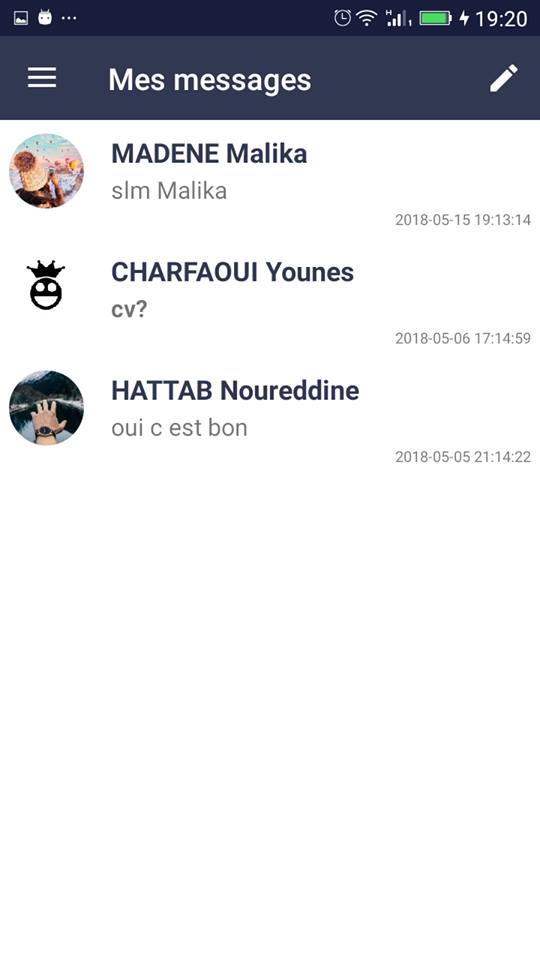 19:20
Mes messages
MADENE Malika
slm Malika
2018-05-15 19:13:14
CHARFAOUI Younes
cv?
2018-05-06 17:14:59
HATTAB Noureddine
oui c est bon
2018-05-05 21:14:22